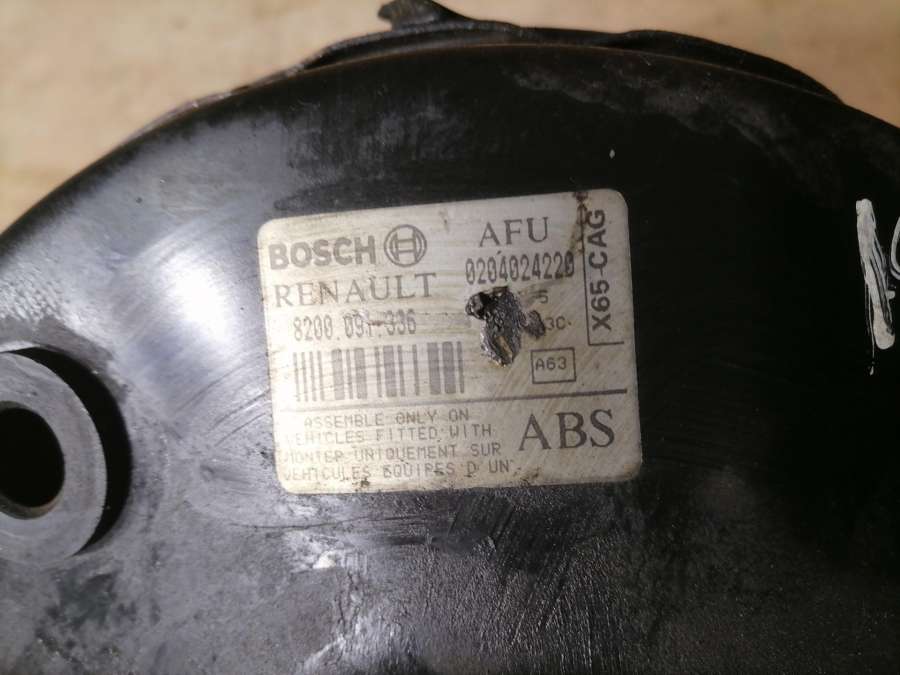 BOSCH
RENAULT
8200 091-336
AFU
0204024220
5
3C-
A63
X65-CAG
ASSEMBLE ONLY ON
VEHICLES FITTED WITH
MONTER UNIQUEMENT SUR
VEHICULES EQUIPES D'UN
ABS